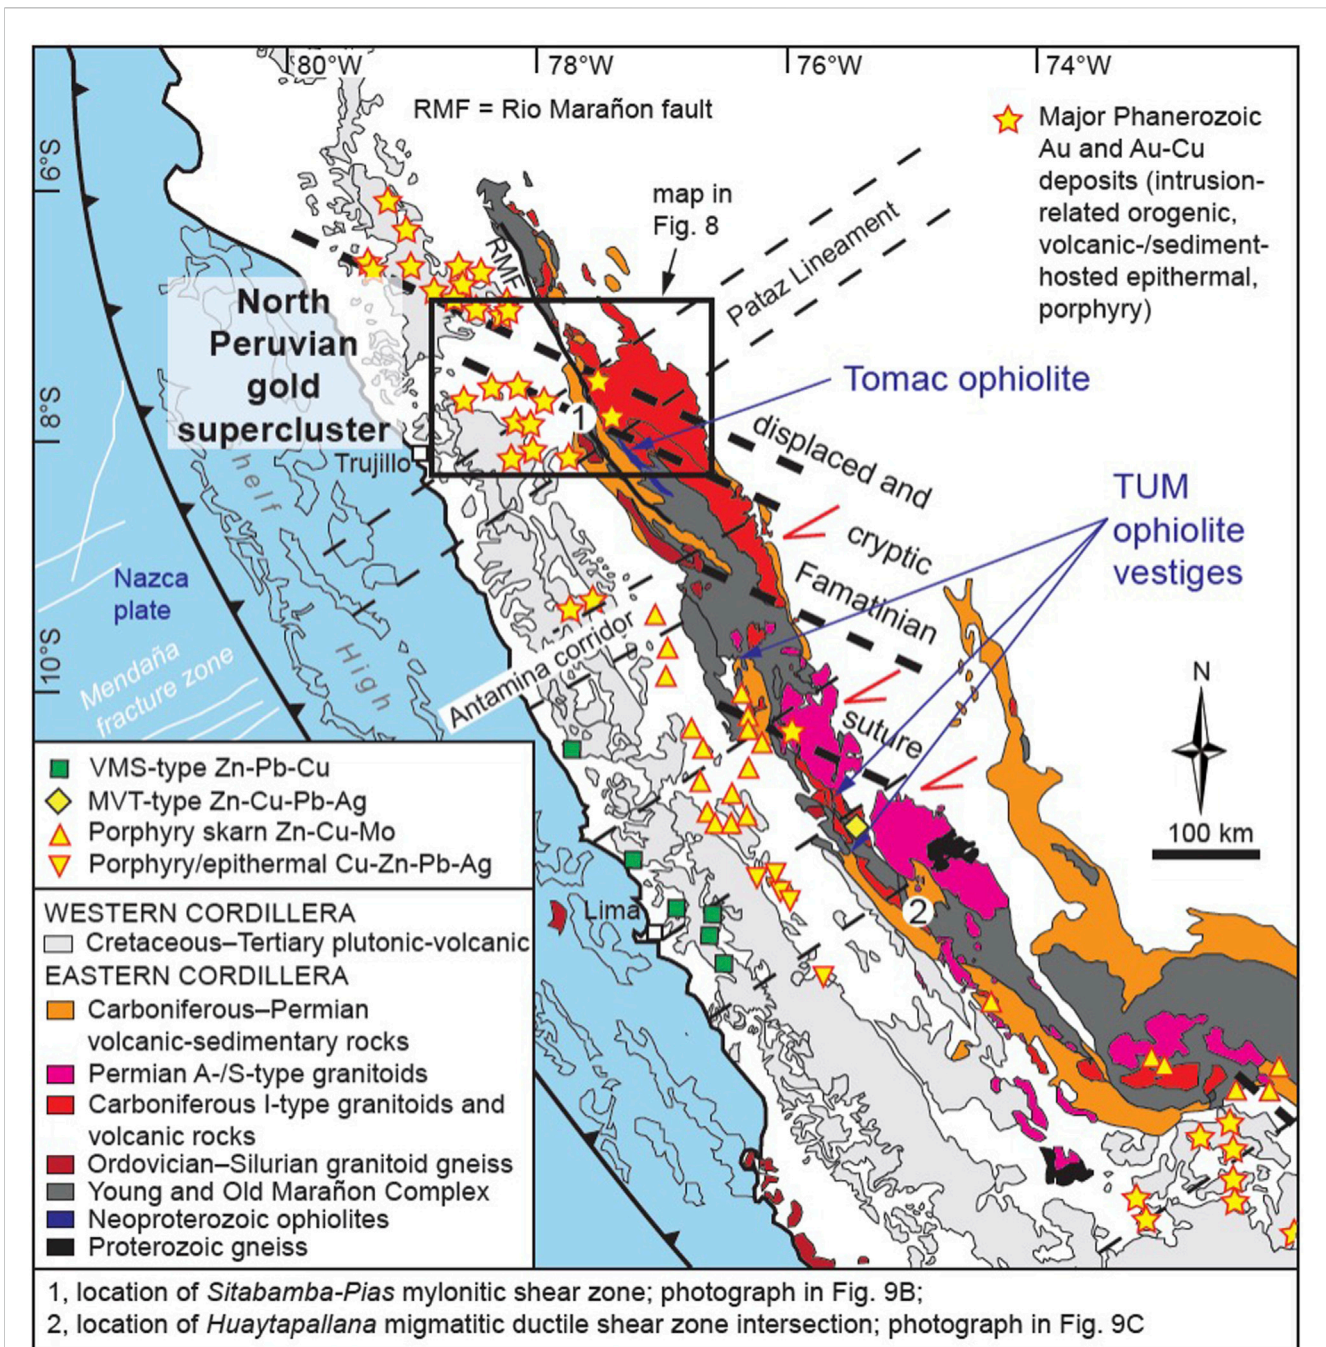 80°W
78°W
76°W
74°W
RMF = Rio Marañon fault
Major Phanerozoic
Au and Au-Cu
deposits (intrusion-
related orogenic,
volcanic-/sediment-
hosted epithermal,
porphyry)
6°S
map in
Fig. 8
RMF
Pataz Lineament
North
Peruvian
gold
supercluster
Tomac ophiolite
8°S
1
Trujillo
Shelf
High
displaced and
cryptic
Famatinian
suture
TUM
ophiolite
vestiges
Nazca
plate
10°S
Mendaña
fracture zone
Antamina corridor
N
100 km
VMS-type Zn-Pb-Cu
MVT-type Zn-Cu-Pb-Ag
Porphyry skarn Zn-Cu-Mo
Porphyry/epithermal Cu-Zn-Pb-Ag
Lima
2
WESTERN CORDILLERA
Cretaceous–Tertiary plutonic-volcanic
EASTERN CORDILLERA
Carboniferous–Permian
volcanic-sedimentary rocks
Permian A-/S-type granitoids
Carboniferous I-type granitoids and
volcanic rocks
Ordovician–Silurian granitoid gneiss
Young and Old Marañon Complex
Neoproterozoic ophiolites
Proterozoic gneiss
1, location of Sitabamba-Pias mylonitic shear zone; photograph in Fig. 9B;
2, location of Huaytapallana migmatitic ductile shear zone intersection; photograph in Fig. 9C